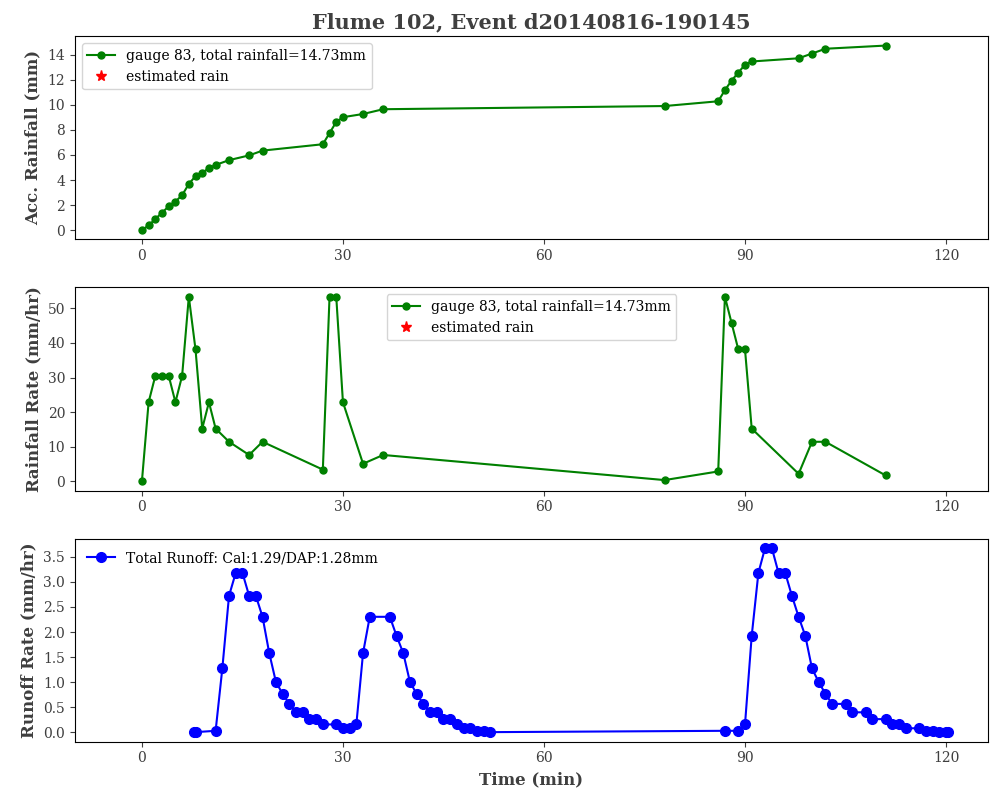 Flume 102, Event d20140816-190145
gauge 83, total rainfall=14.73mm
estimated rain
Acc. Rainfall (mm)
14
12
10
8
6
4
2
0
0 30 60 90 120
gauge 83, total rainfall=14.73mm
estimated rain
Rainfall Rate (mm/hr)
50
40
30
20
10
0
0 30 60 90 120
Total Runoff: Cal:1.29/DAP:1.28mm
Runoff Rate (mm/hr)
3.5
3.0
2.5
2.0
1.5
1.0
0.5
0.0
0 30 60 90 120
Time (min)